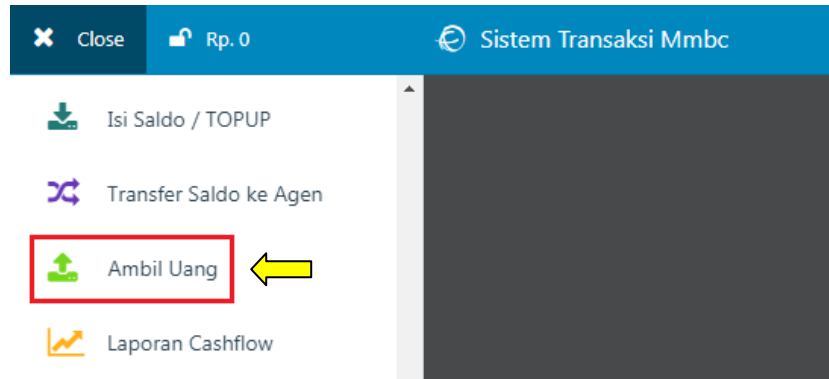 Close Rp. 0 Sistem Transaksi Mmbc
Isi Saldo / TOPUP
Transfer Saldo ke Agen
Ambil Uang
Laporan Cashflow